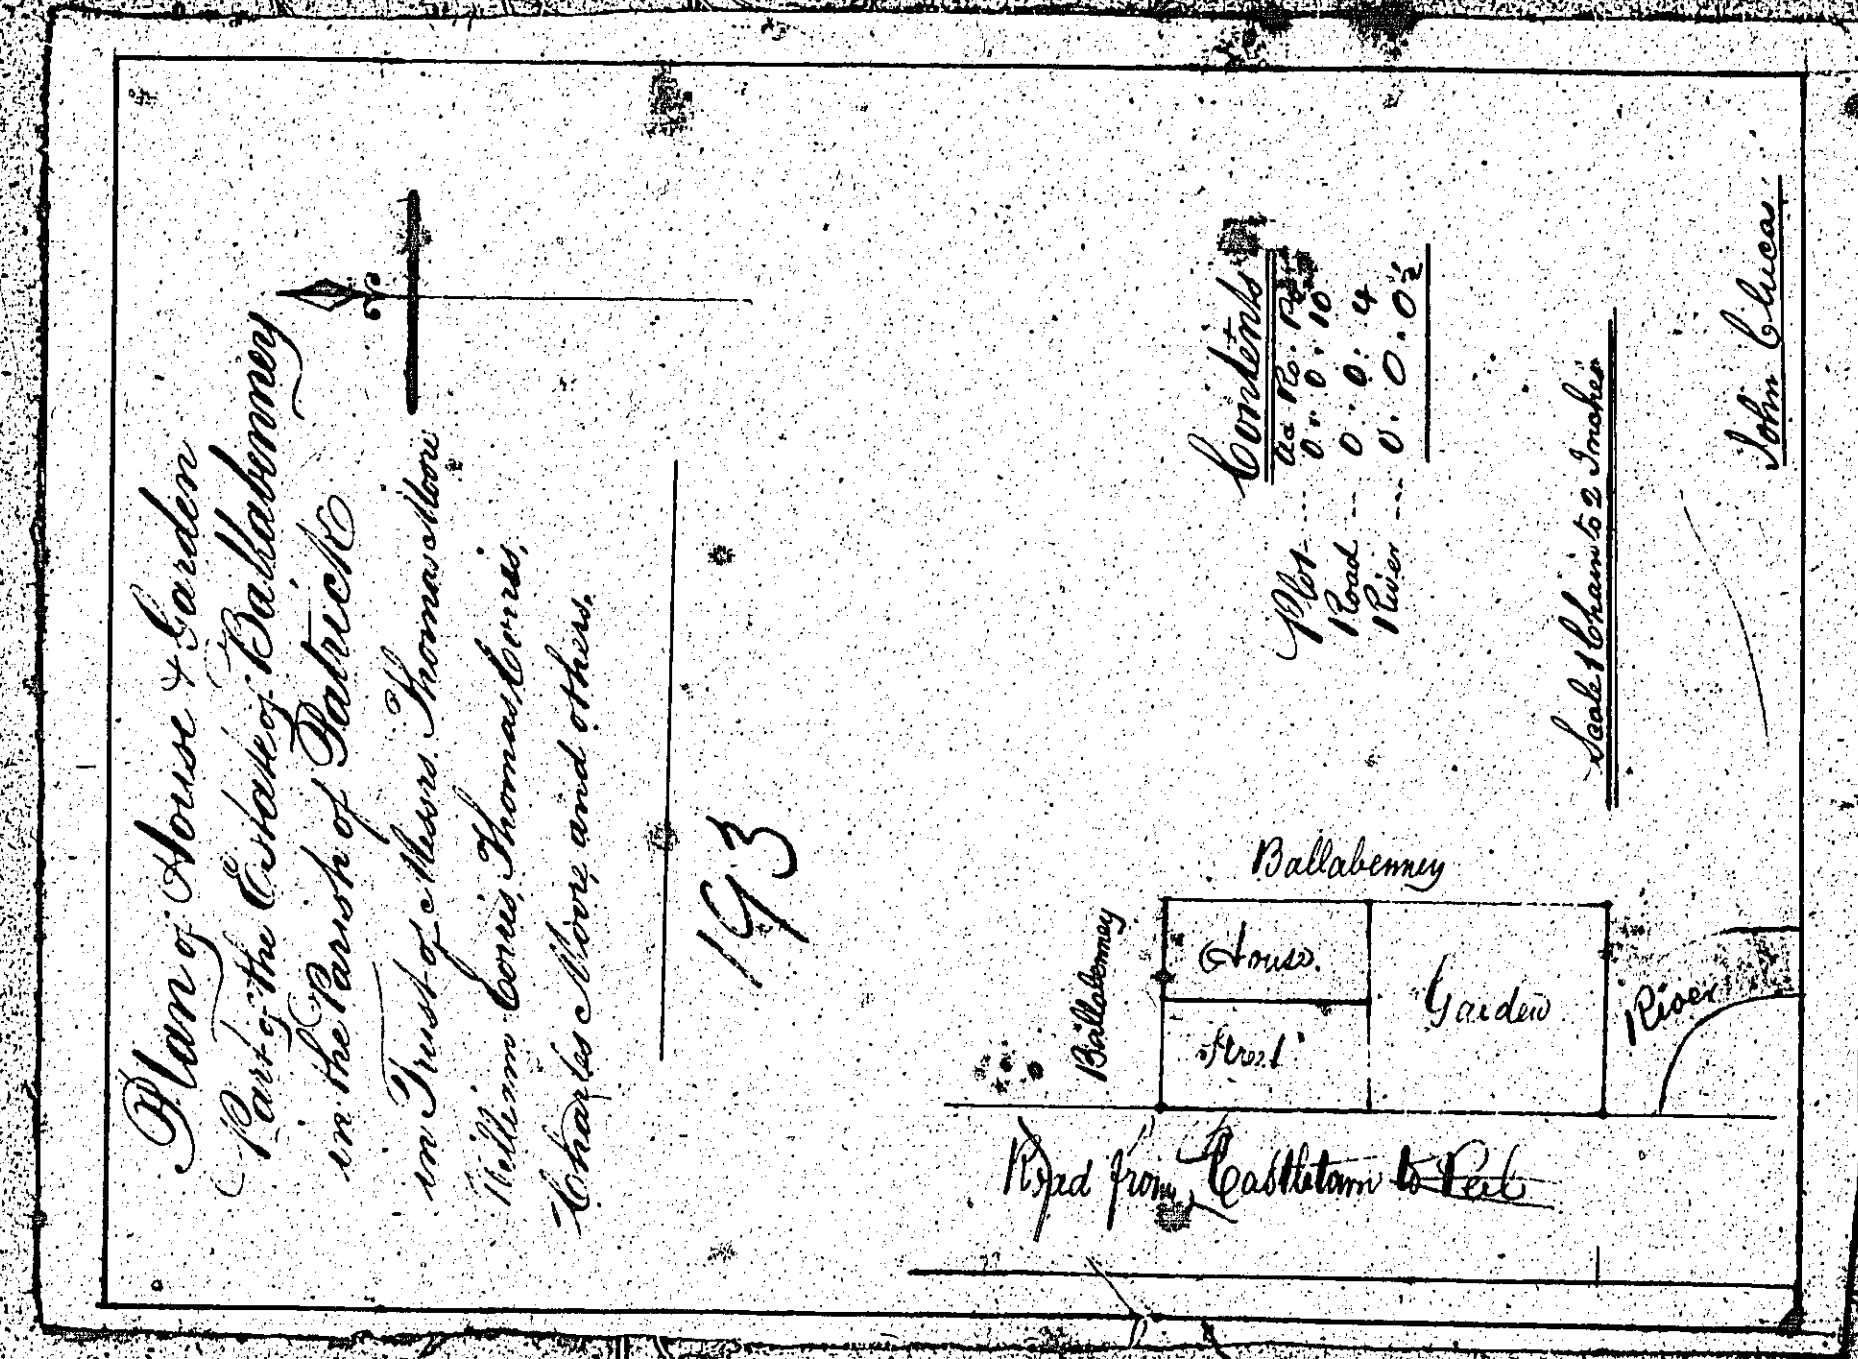 Plan of House & Garden
Part of the Estate of Ballabenney
in the Parish of Patrick
in Trust of Messrs. Thomas Moore
William Corris, Thomas Corris,
Charles Moore, and others.
193
Contents
Ac Ro. Ps
Plot ---- 0.. 0. 10
Road --- 0.. 0. 4
River --- 0. 0. 0½
Scale 1 Chain to 2 Inches
John Clucas.
Ballabenney
Ballabenney
House.
Street
Garden
River
Road from Castletown to Peel